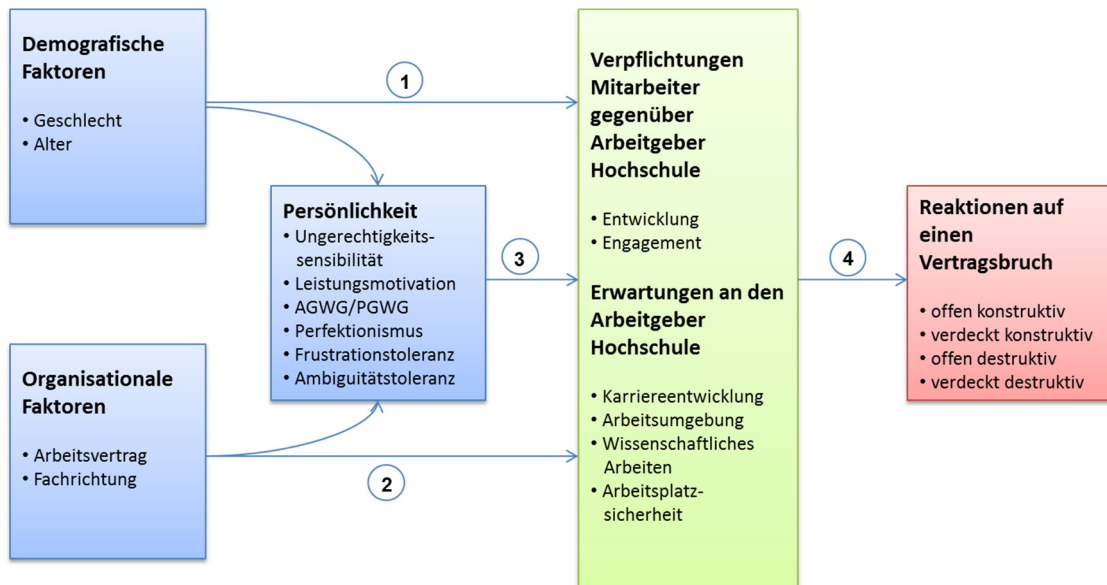 Demografische
Faktoren
• Geschlecht
• Alter
1
Persönlichkeit
• Ungerechtigkeits-
sensibilität
• Leistungsmotivation
• AGWG/PGWG
• Perfektionismus
• Frustrationstoleranz
• Ambiguitätstoleranz
3
Organisationale
Faktoren
• Arbeitsvertrag
• Fachrichtung
2
Verpflichtungen
Mitarbeiter
gegenüber
Arbeitgeber
Hochschule
• Entwicklung
• Engagement
Erwartungen an den
Arbeitgeber
Hochschule
• Karriereentwicklung
• Arbeitsumgebung
• Wissenschaftliches
Arbeiten
• Arbeitsplatz-
sicherheit
4
Reaktionen auf
einen
Vertragsbruch
• offen konstruktiv
• verdeckt konstruktiv
• offen destruktiv
• verdeckt destruktiv